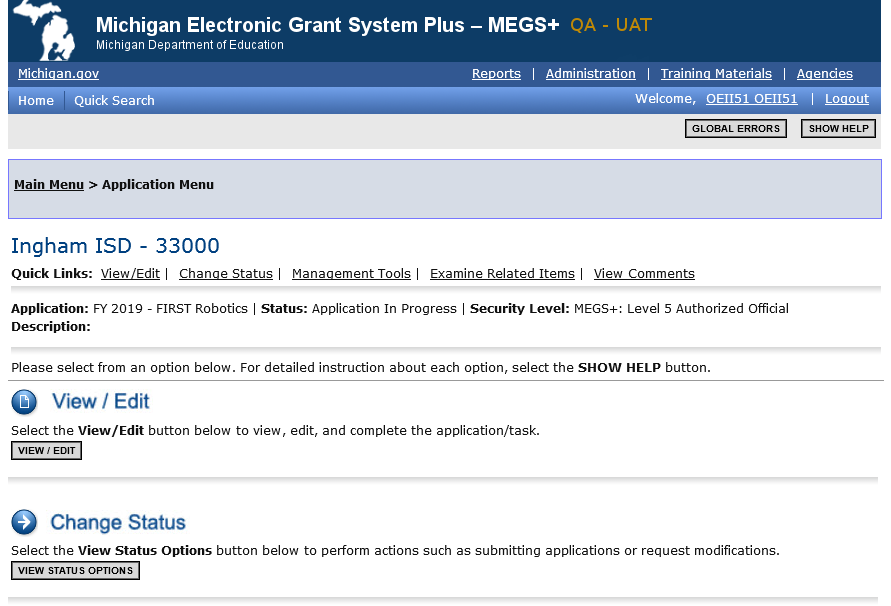 Michigan Electronic Grant System Plus – MEGS+ QA - UAT
Michigan Department of Education
Michigan.gov Reports | Administration | Training Materials | Agencies
Home Quick Search Welcome, OEII51 OEII51 | Logout
GLOBAL ERRORS SHOW HELP
Main Menu > Application Menu
Ingham ISD - 33000
Quick Links: View/Edit | Change Status | Management Tools | Examine Related Items | View Comments
Application: FY 2019 - FIRST Robotics | Status: Application In Progress | Security Level: MEGS+: Level 5 Authorized Official
Description:
Please select from an option below. For detailed instruction about each option, select the SHOW HELP button.
View / Edit
Select the View/Edit button below to view, edit, and complete the application/task.
VIEW / EDIT
Change Status
Select the View Status Options button below to perform actions such as submitting applications or request modifications.
VIEW STATUS OPTIONS